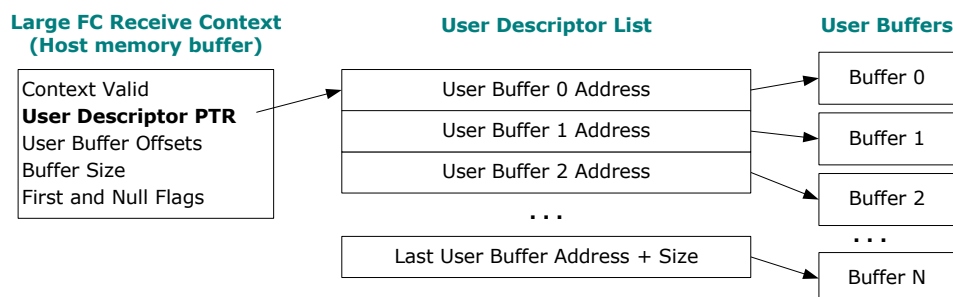 Large FC Receive Context
(Host memory buffer)
User Descriptor List
User Buffers
Context Valid
User Descriptor PTR
User Buffer Offsets
Buffer Size
First and Null Flags
User Buffer 0 Address
User Buffer 1 Address
User Buffer 2 Address
...
Last User Buffer Address + Size
Buffer 0
Buffer 1
Buffer 2
...
Buffer N